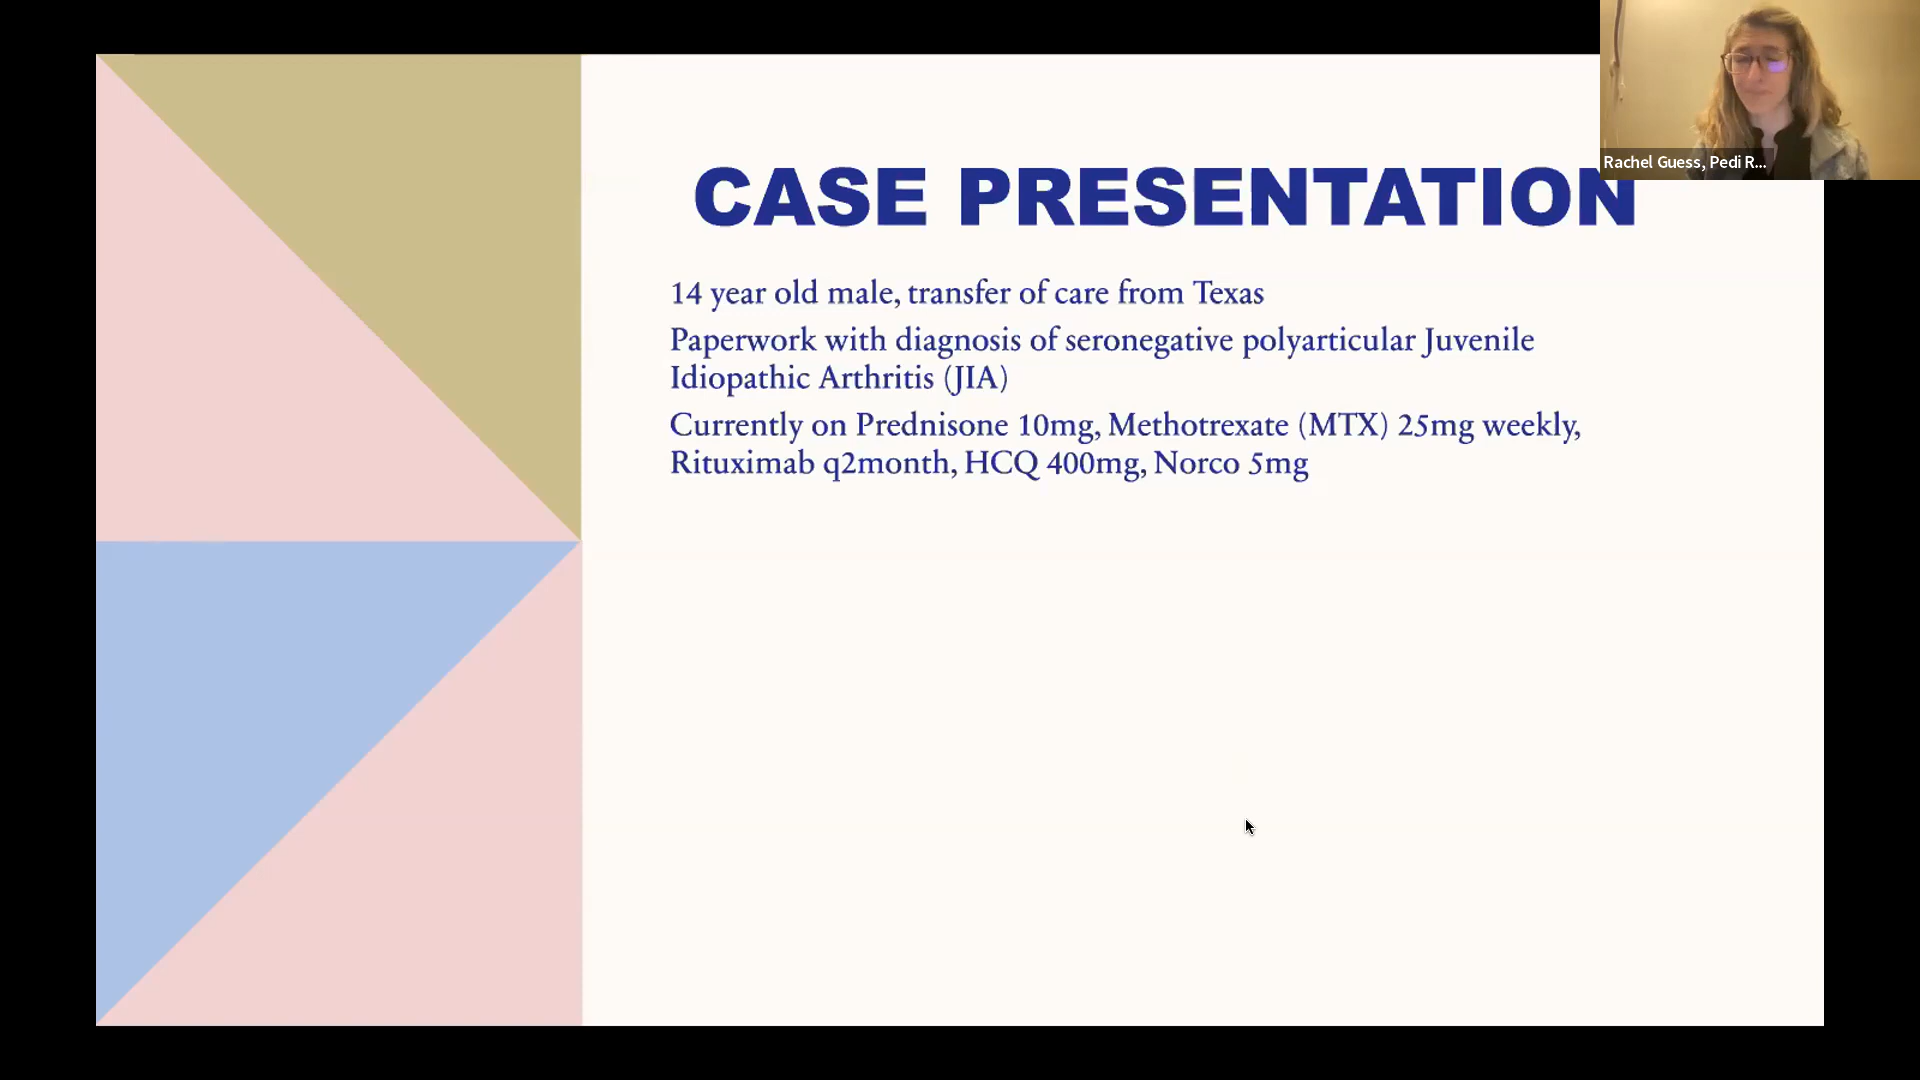 CASE PRESENTATION
14 year old male, transfer of care from Texas
Paperwork with diagnosis of seronegative polyarticular Juvenile
Idiopathic Arthritis (JIA)
Currently on Prednisone 10mg, Methotrexate (MTX) 25mg weekly,
Rituximab q2month, HCQ 400mg, Norco 5mg
Rachel Guess, Pedi R...